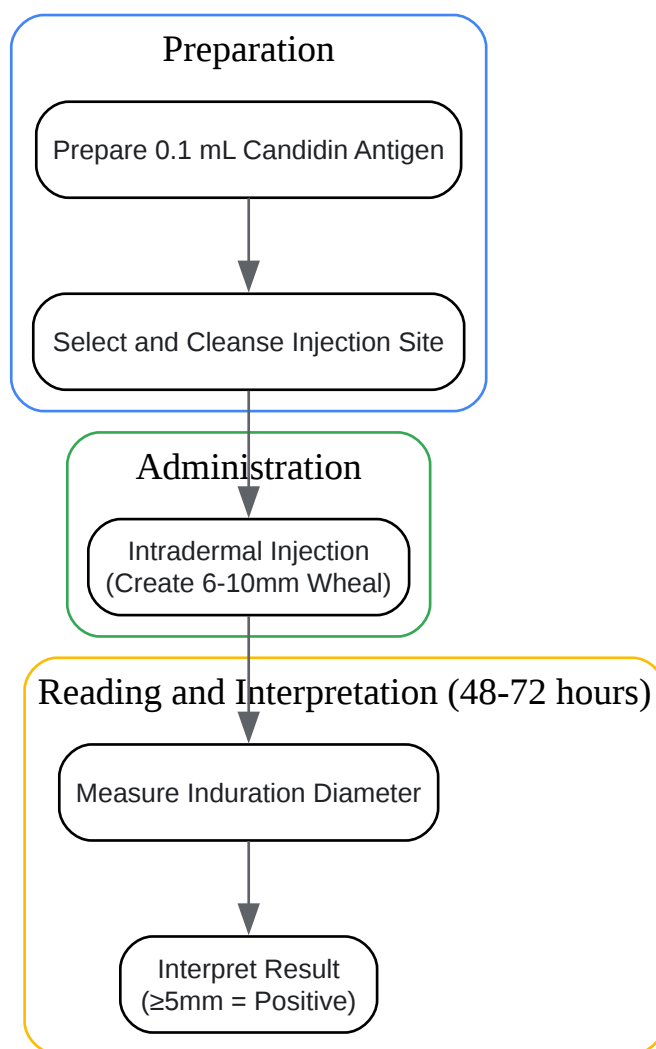 Preparation
Prepare 0.1 mL Candidin Antigen
Select and Cleanse Injection Site
Administration
Intradermal Injection
(Create 6-10mm Wheal)
Reading and Interpretation (48-72 hours)
Measure Induration Diameter
Interpret Result
(≥5mm = Positive)